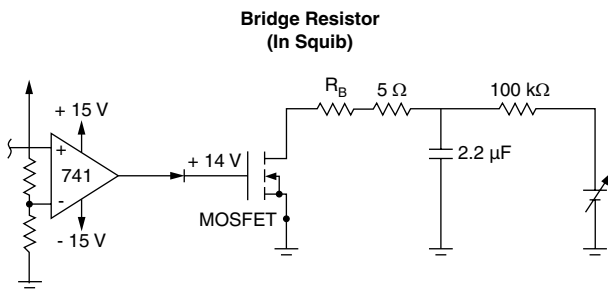 Bridge Resistor
(In Squib)
R_B
5 Ω
100 kΩ
+ 15 V
+
741
-
- 15 V
+ 14 V
MOSFET
2.2 µF